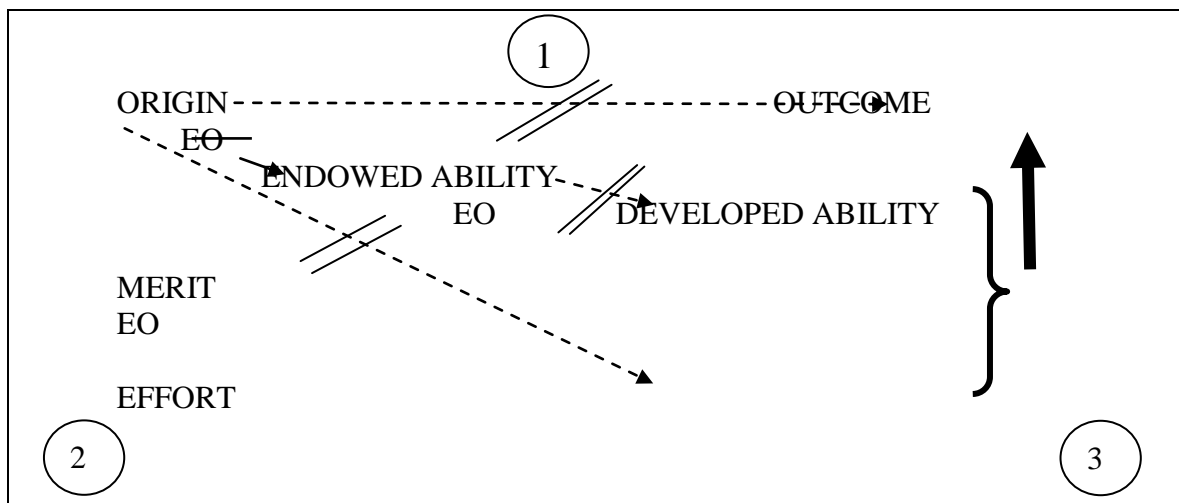 1
ORIGIN OUTCOME
EO
ENDOWED ABILITY
EO DEVELOPED ABILITY
MERIT
EO
EFFORT
2 3